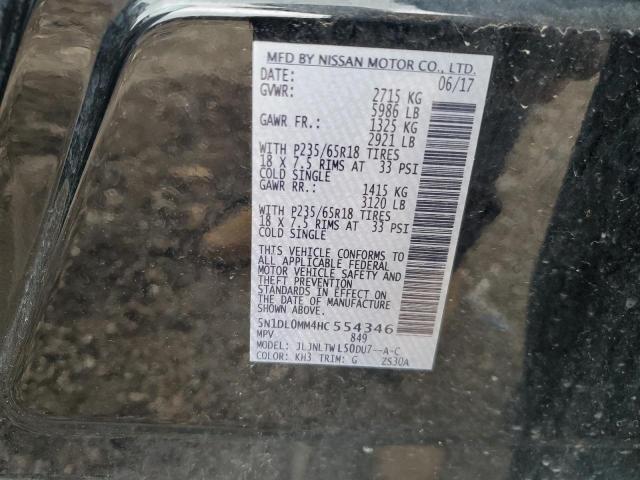 MFD BY NISSAN MOTOR CO., LTD.
DATE: 06/17
GVWR: 2715 KG
5986 LB
GAWR FR.: 1325 KG
2921 LB
WITH P235/65R18 TIRES
18 X 7.5 RIMS AT 33 PSI
COLD SINGLE
GAWR RR.: 1415 KG
3120 LB
WITH P235/65R18 TIRES
18 X 7.5 RIMS AT 33 PSI
COLD SINGLE
THIS VEHICLE CONFORMS TO
ALL APPLICABLE FEDERAL
MOTOR VEHICLE SAFETY AND
THEFT PREVENTION
STANDARDS IN EFFECT ON
THE DATE OF MANUFACTURE
SHOWN ABOVE.
5N1DL0MM4HC554346
MPV 849
MODEL: JLJNLTWL50DU7--A-C
COLOR: KH3 TRIM: G ZS30A